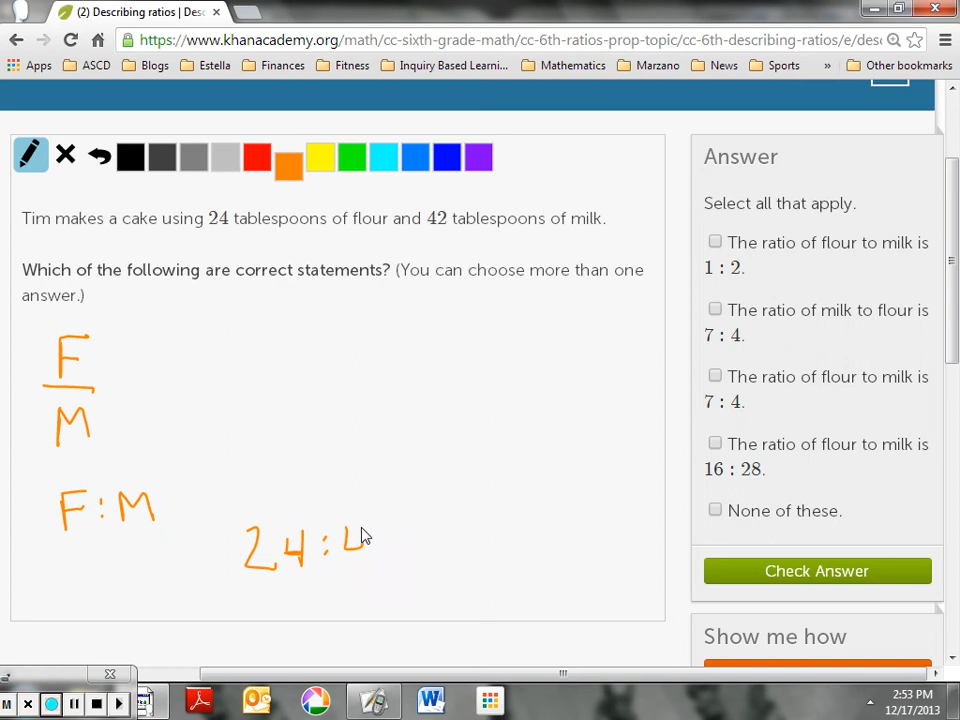 (2) Describing ratios | Desc ×
https://www.khanacademy.org/math/cc-sixth-grade-math/cc-6th-ratios-prop-topic/cc-6th-describing-ratios/e/desc
Apps ASCD Blogs Estella Finances Fitness Inquiry Based Learni... Mathematics Marzano News Sports » Other bookmarks
Tim makes a cake using 24 tablespoons of flour and 42 tablespoons of milk.
Which of the following are correct statements? (You can choose more than one
answer.)
F
M
F : M
24 : 4
Answer
Select all that apply.
The ratio of flour to milk is
1 : 2.
The ratio of milk to flour is
7 : 4.
The ratio of flour to milk is
7 : 4.
The ratio of flour to milk is
16 : 28.
None of these.
Check Answer
Show me how
M
W
2:53 PM
12/17/2013